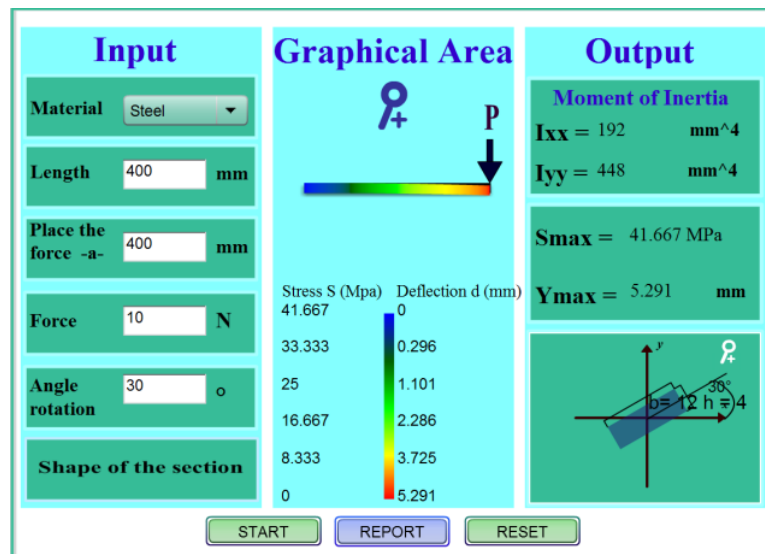 Input
Material Steel
Length 400 mm
Place the
force -a- 400 mm
Force 10 N
Angle
rotation 30 o
Shape of the section
Graphical Area
P
Stress S (Mpa) Deflection d (mm)
41.667 0
33.333 0.296
25 1.101
16.667 2.286
8.333 3.725
0 5.291
Output
Moment of Inertia
Ixx = 192 mm^4
Iyy = 448 mm^4
Smax = 41.667 MPa
Ymax = 5.291 mm
y
30°
b= 12 h = 4
START REPORT RESET